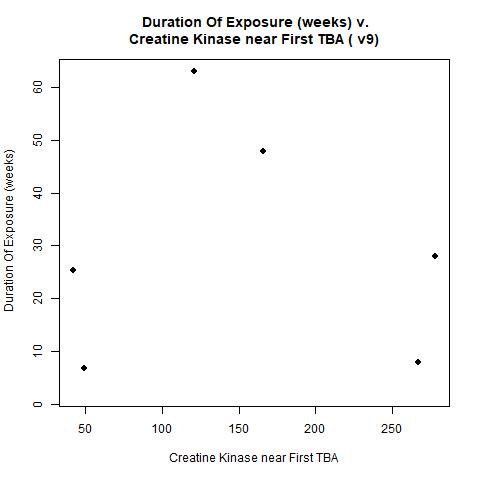 Duration Of Exposure (weeks) v.
Creatine Kinase near First TBA ( v9)
Duration Of Exposure (weeks)
60
50
40
30
20
10
0
50 100 150 200 250
Creatine Kinase near First TBA